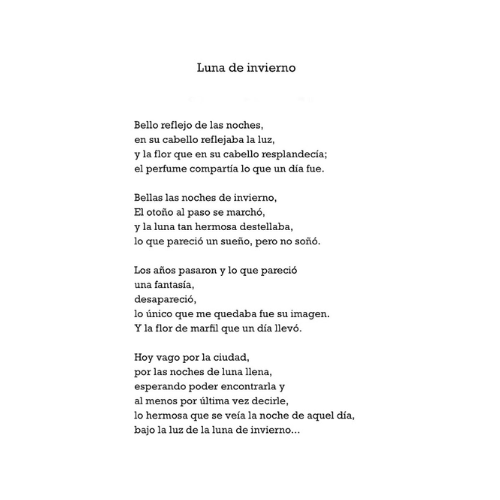 Luna de invierno
Bello reflejo de las noches,
en su cabello reflejaba la luz,
y la flor que en su cabello resplandecía;
el perfume compartía lo que un día fue.
Bellas las noches de invierno,
El otoño al paso se marchó,
y la luna tan hermosa destellaba,
lo que pareció un sueño, pero no soñó.
Los años pasaron y lo que pareció
una fantasía,
desapareció,
lo único que me quedaba fue su imagen.
Y la flor de marfil que un día llevó.
Hoy vago por la ciudad,
por las noches de luna llena,
esperando poder encontrarla y
al menos por última vez decirle,
lo hermosa que se veía la noche de aquel día,
bajo la luz de la luna de invierno...